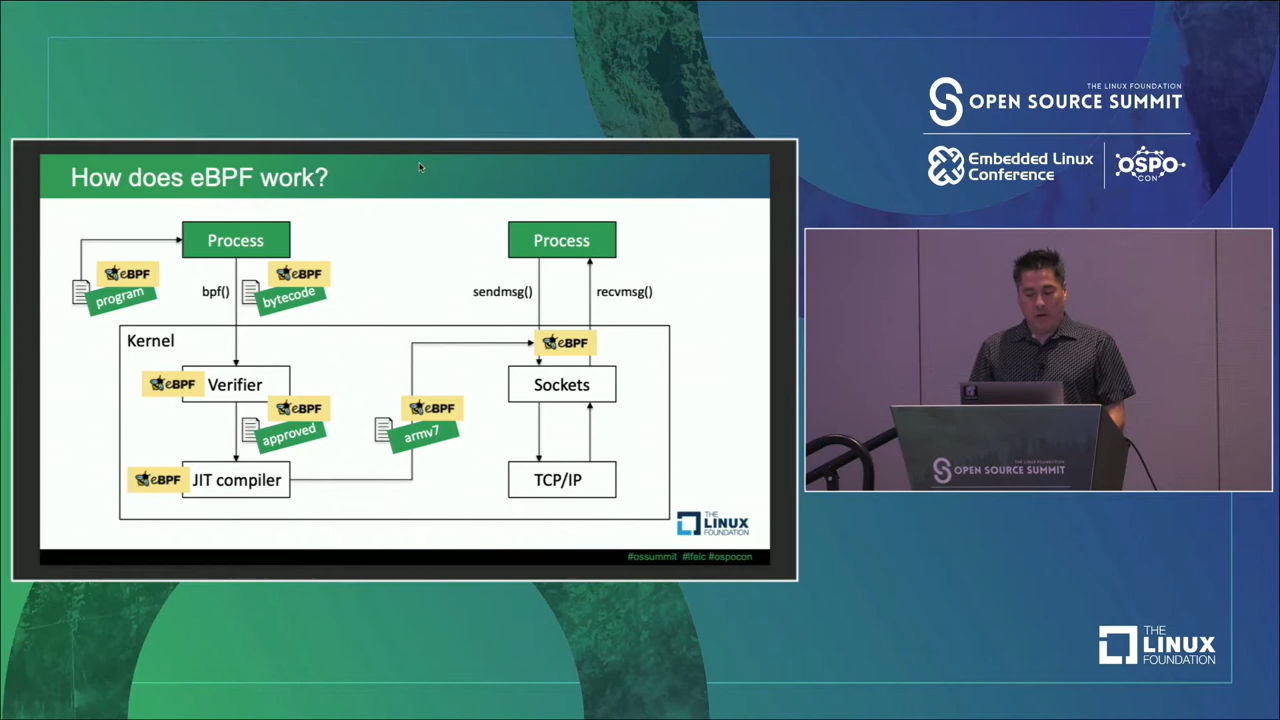 THE LINUX FOUNDATION
OPEN SOURCE SUMMIT
Embedded Linux
Conference
OSPO
CON
How does eBPF work?
Process
eBPF
program
bpf()
eBPF
bytecode
Kernel
eBPF
Verifier
eBPF
approved
eBPF
JIT compiler
eBPF
armv7
Process
sendmsg()
recvmsg()
eBPF
Sockets
TCP/IP
THE
LINUX
FOUNDATION
#ossummit #lfelc #ospocon
OPEN SOURCE SUMMIT
THE
LINUX
FOUNDATION